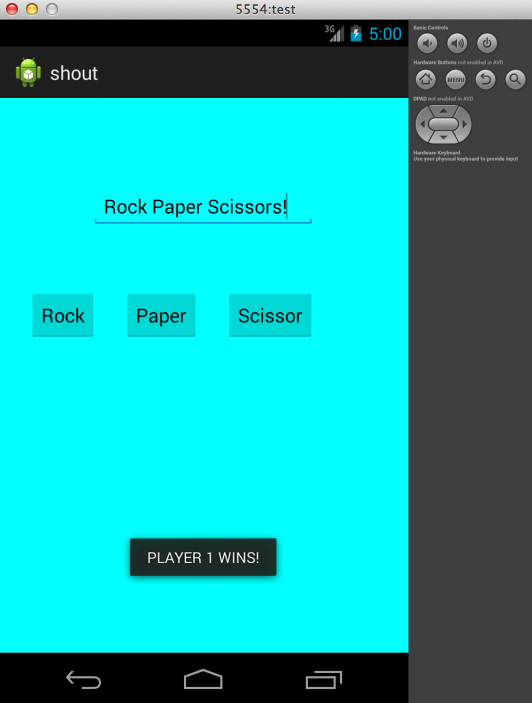 5554:test
3G 5:00
shout
Rock Paper Scissors!
Rock Paper Scissor
PLAYER 1 WINS!
Basic Controls
Hardware Buttons not enabled in AVD
MENU
DPAD not enabled in AVD
Hardware Keyboard
Use your physical keyboard to provide input